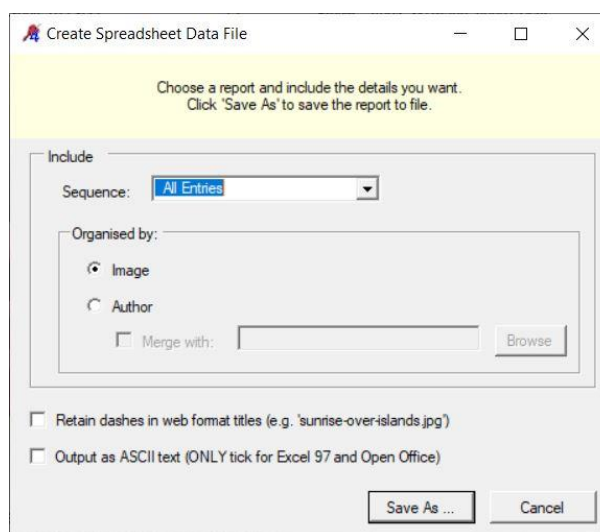 Create Spreadsheet Data File
Choose a report and include the details you want.
Click 'Save As' to save the report to file.
Include
Sequence: All Entries
Organised by:
Image
Author
Merge with: Browse
Retain dashes in web format titles (e.g. 'sunrise-over-islands.jpg')
Output as ASCII text (ONLY tick for Excel 97 and Open Office)
Save As ... Cancel